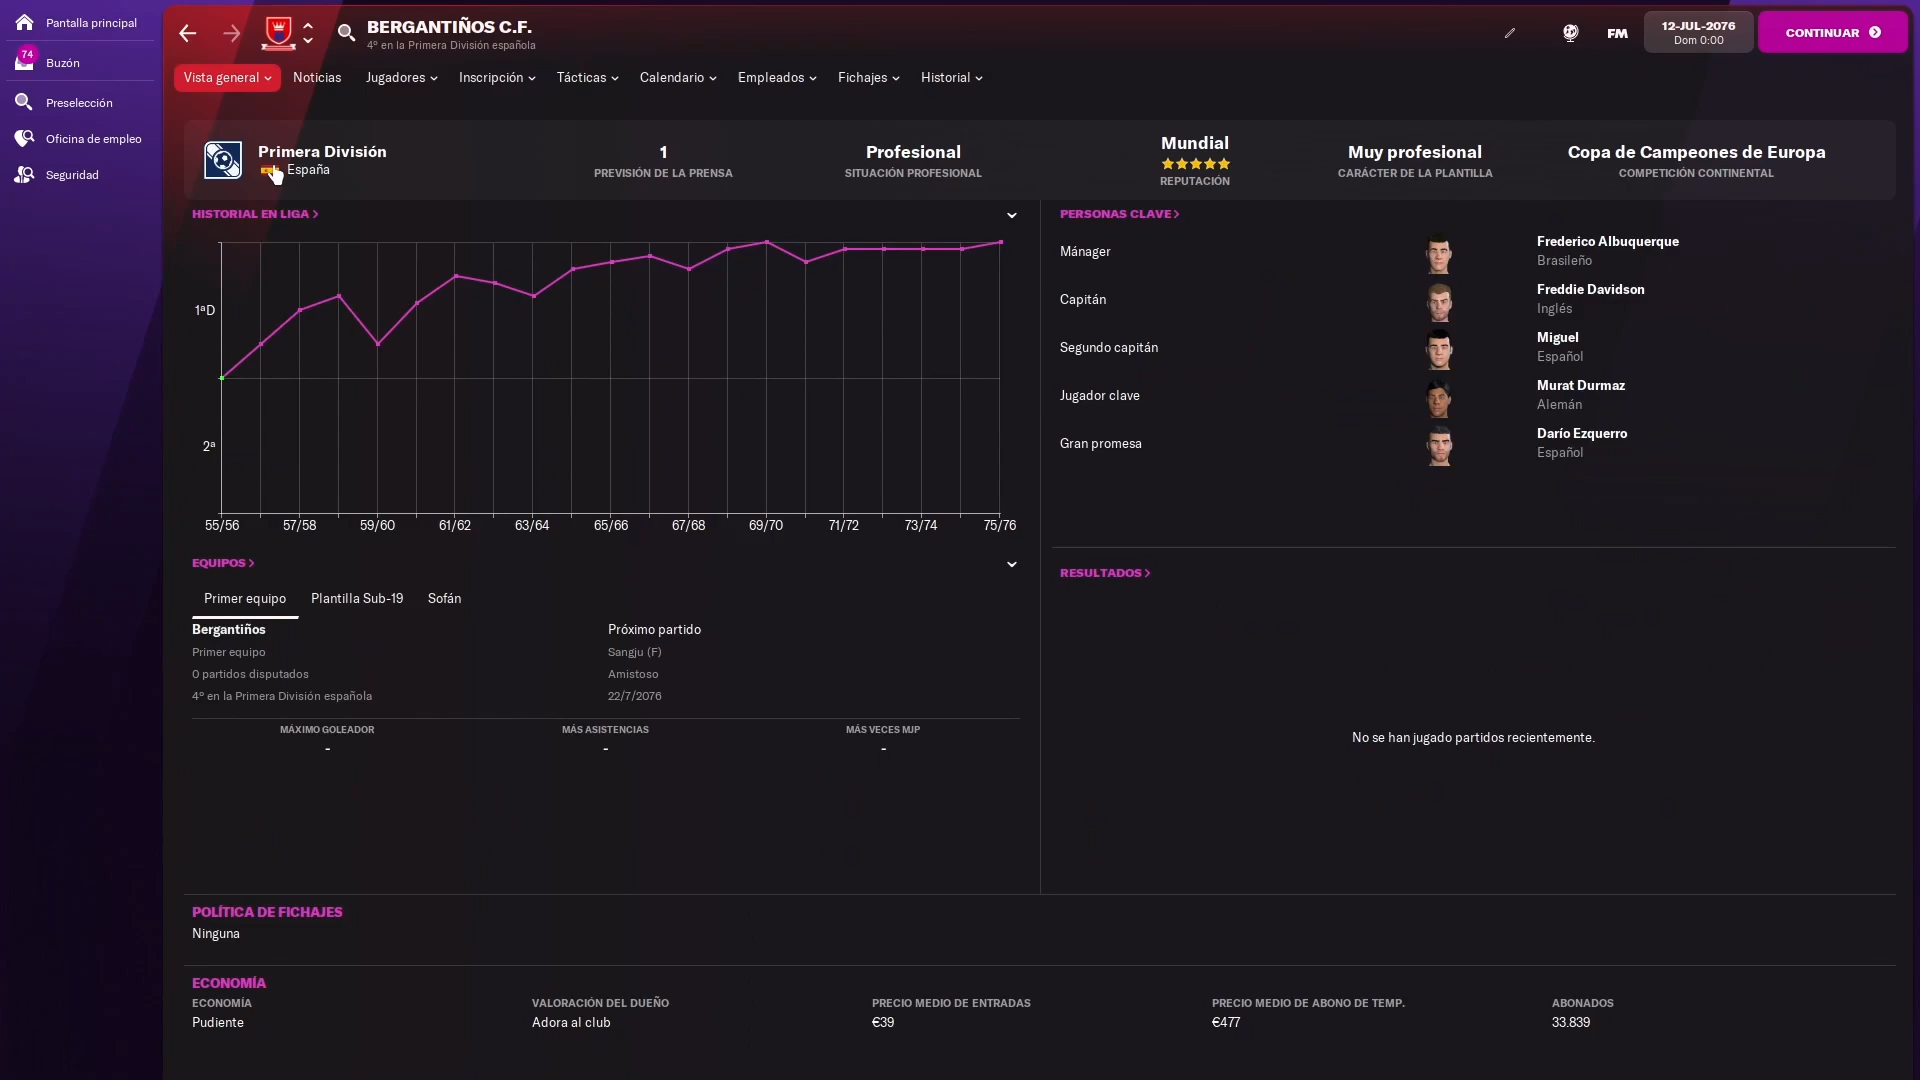 Pantalla principal
74
Buzón
Preselección
Oficina de empleo
Seguridad
BERGANTIÑOS C.F.
4º en la Primera División española
FM
12-JUL-2076
Dom 0:00
CONTINUAR
Vista general
Noticias
Jugadores
Inscripción
Tácticas
Calendario
Empleados
Fichajes
Historial
Primera División
España
1
PREVISIÓN DE LA PRENSA
Profesional
SITUACIÓN PROFESIONAL
Mundial
REPUTACIÓN
Muy profesional
CARÁCTER DE LA PLANTILLA
Copa de Campeones de Europa
COMPETICIÓN CONTINENTAL
HISTORIAL EN LIGA >
1ªD
2ª
55/56 57/58 59/60 61/62 63/64 65/66 67/68 69/70 71/72 73/74 75/76
EQUIPOS >
Primer equipo Plantilla Sub-19 Sofán
Bergantiños
Primer equipo
0 partidos disputados
4º en la Primera División española
Próximo partido
Sangju (F)
Amistoso
22/7/2076
MÁXIMO GOLEADOR
-
MÁS ASISTENCIAS
-
MÁS VECES MJP
-
PERSONAS CLAVE >
Mánager
Frederico Albuquerque
Brasileño
Capitán
Freddie Davidson
Inglés
Segundo capitán
Miguel
Español
Jugador clave
Murat Durmaz
Alemán
Gran promesa
Darío Ezquerro
Español
RESULTADOS >
No se han jugado partidos recientemente.
POLÍTICA DE FICHAJES
Ninguna
ECONOMÍA
ECONOMÍA
Pudiente
VALORACIÓN DEL DUEÑO
Adora al club
PRECIO MEDIO DE ENTRADAS
€39
PRECIO MEDIO DE ABONO DE TEMP.
€477
ABONADOS
33.839